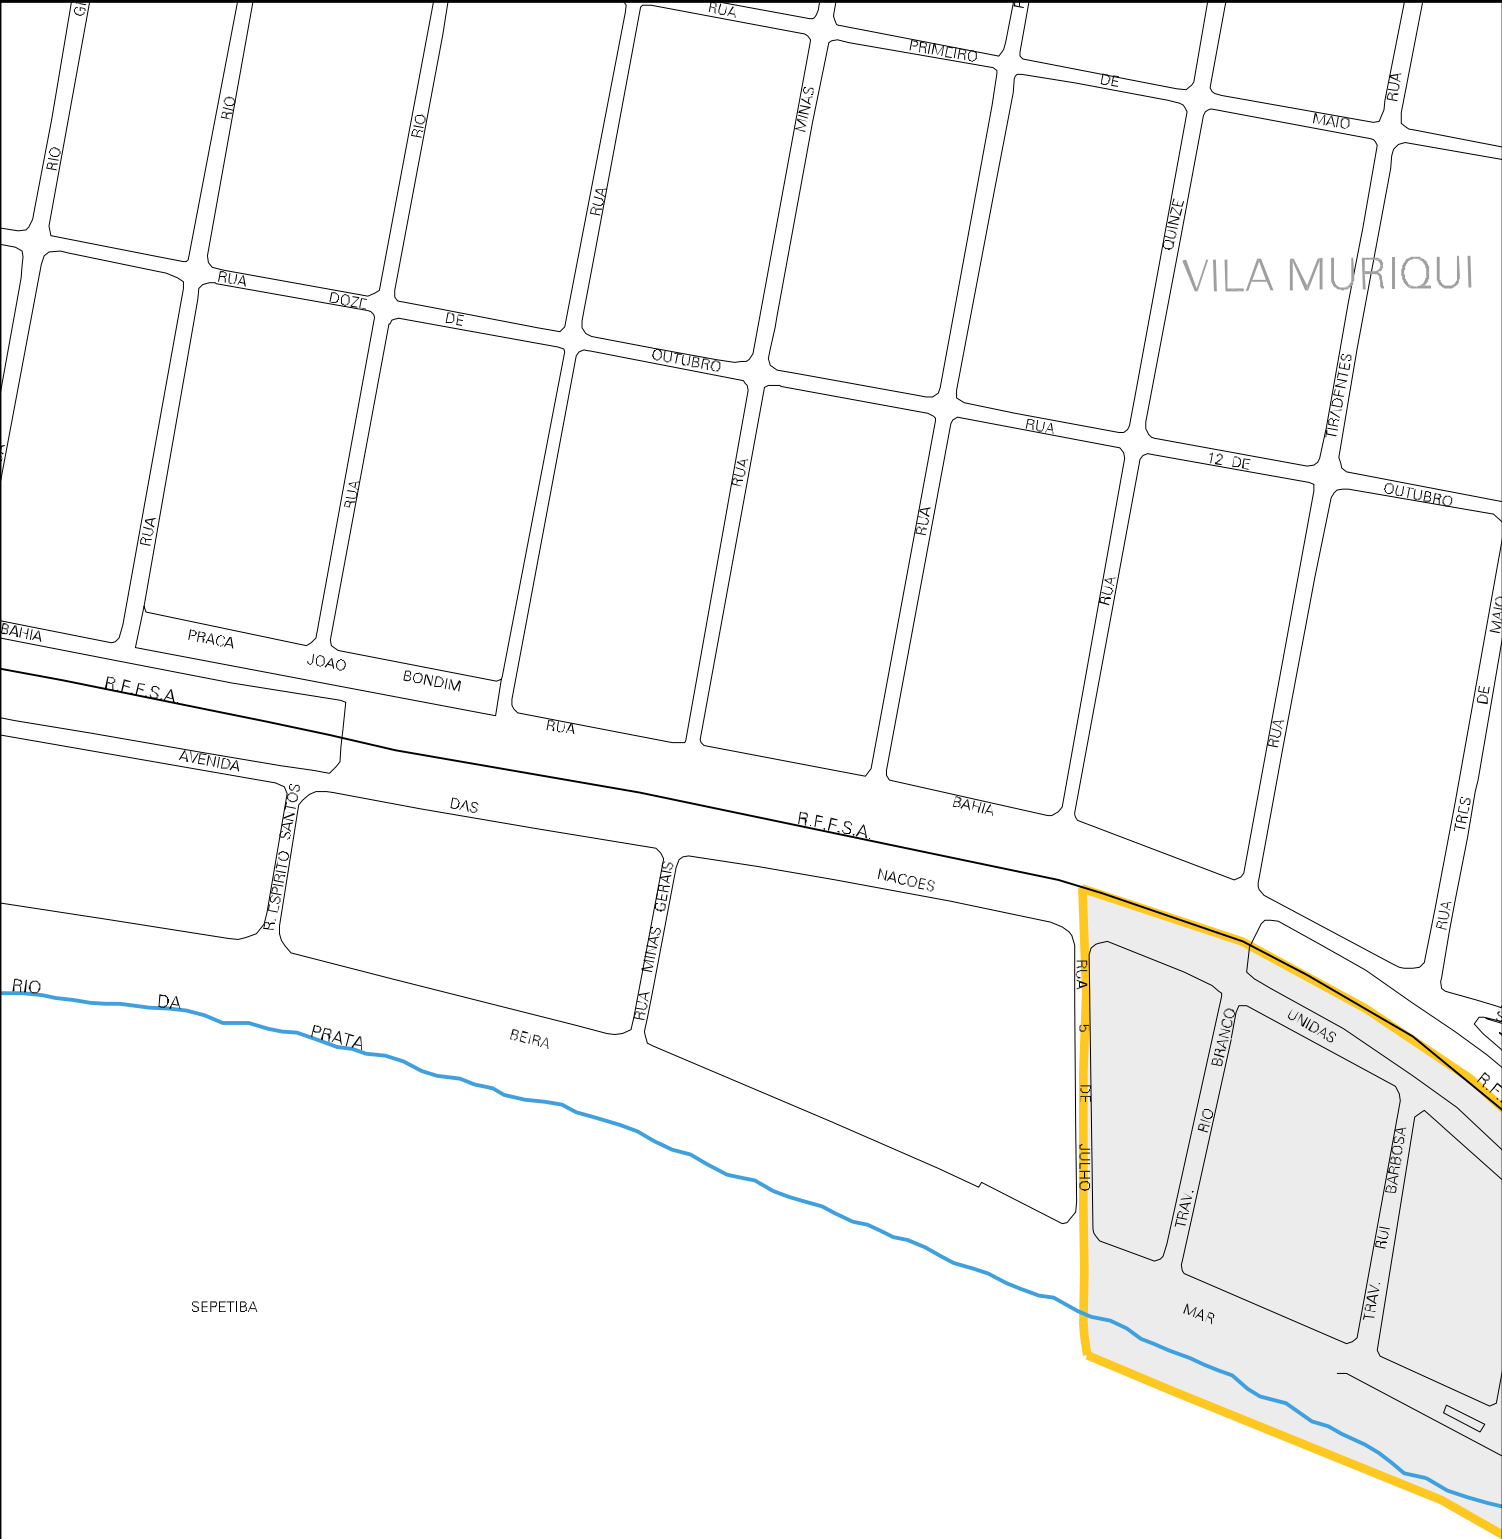 RUA
PRIMEIRO
DE
MAIO
RUA
RIO
RIO
RIO
MINAS
RUA
QUINZE
VILA MURIQUI
TIRADENTES
RUA
DOZE
DE
OUTUBRO
RUA
12 DE
OUTUBRO
RUA
RUA
RUA
RUA
RUA
RUA
MAIO
DE
TRES
RUA
BAHIA
PRACA
JOAO
BONDIM
RUA
BAHIA
R.F.F.S.A.
R.F.F.S.A.
R.F.
AVENIDA
DAS
NACOES
UNIDAS
R. ESPIRITO SANTOS
RUA MINAS GERAIS
RUA 5 DE JULHO
TRAV. RIO BRANCO
TRAV. RUI BARBOSA
RIO
DA
PRATA
BEIRA
MAR
SEPETIBA